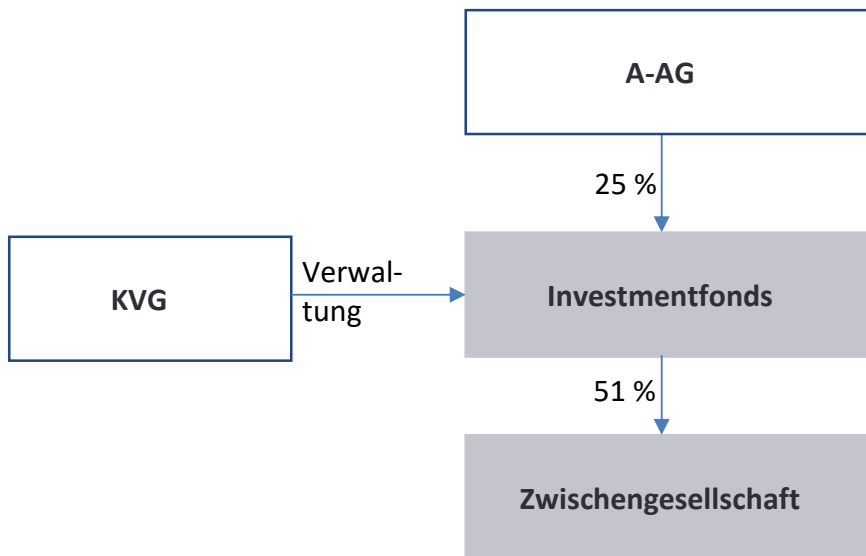 A-AG
25 %
KVG
Verwal-
tung
Investmentfonds
51 %
Zwischengesellschaft